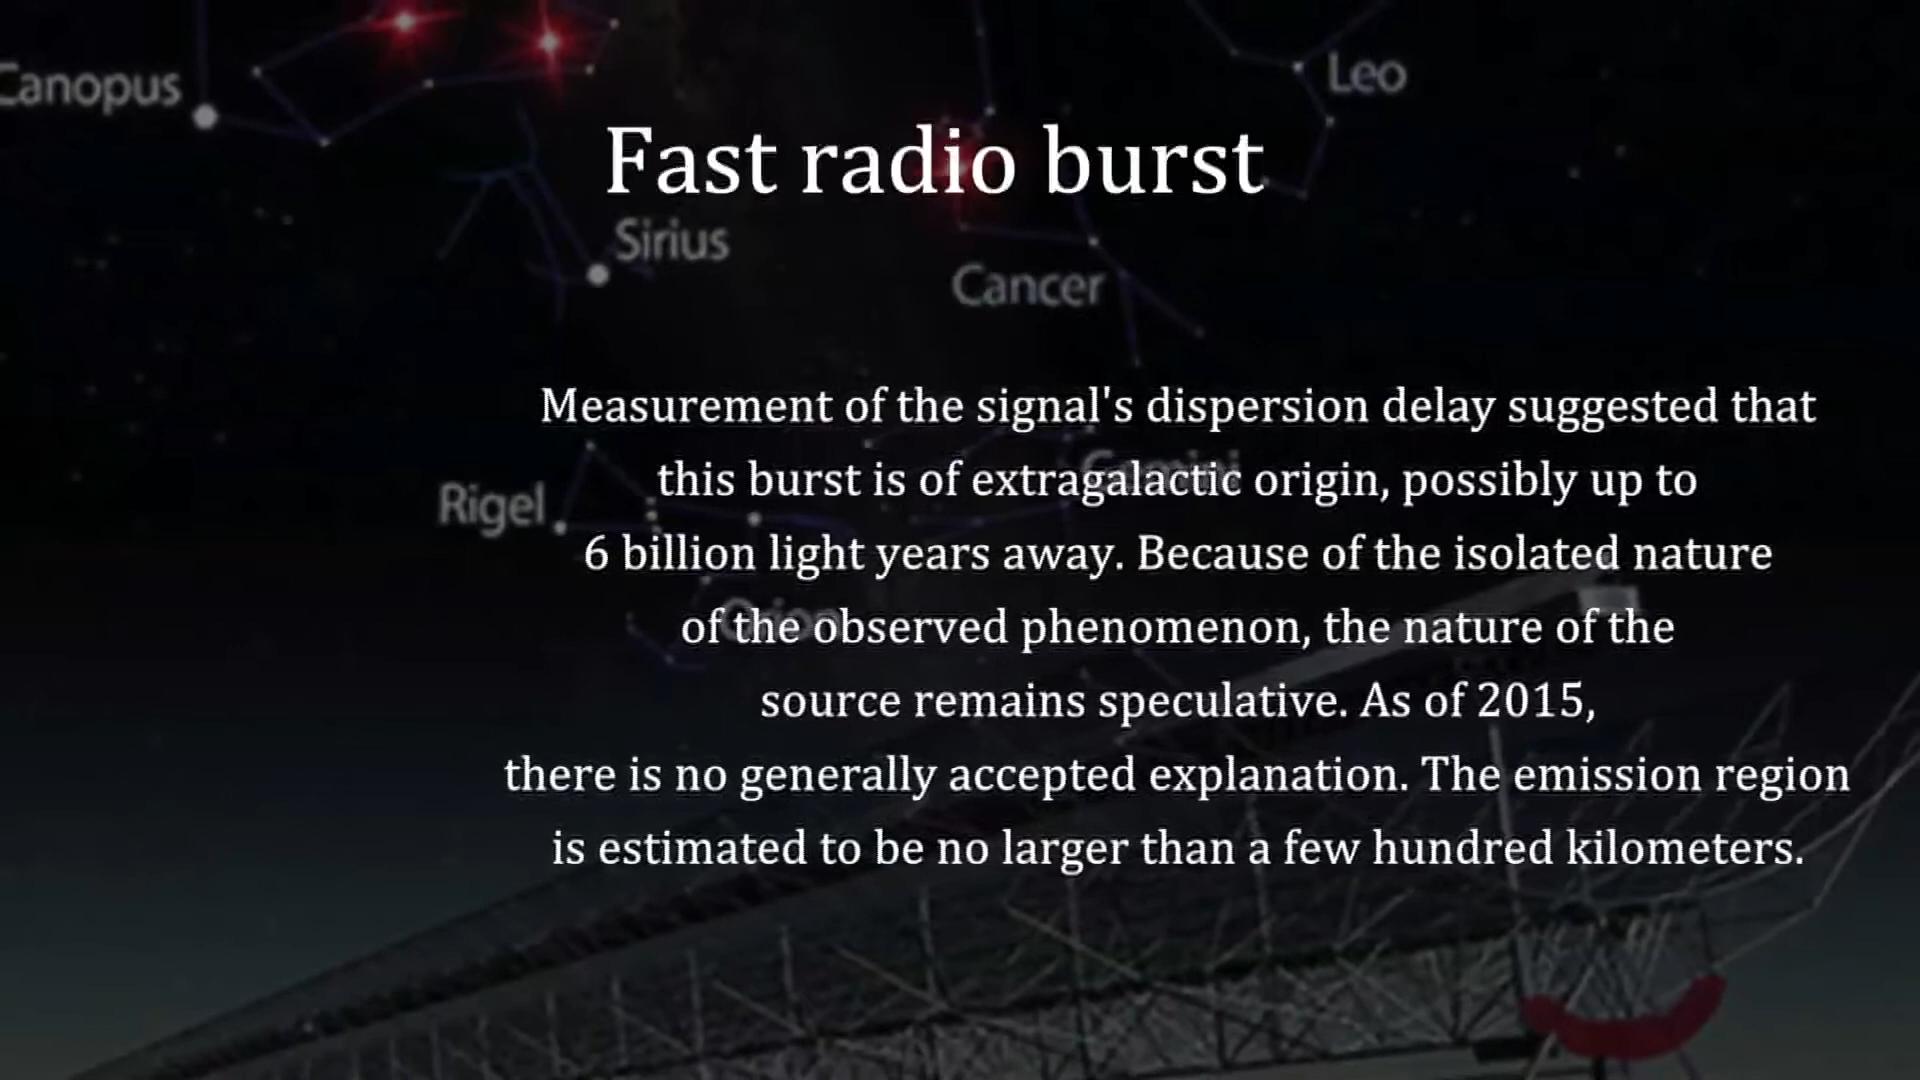 Canopus
Leo
Fast radio burst
Sirius
Cancer
Measurement of the signal's dispersion delay suggested that
this burst is of extragalactic origin, possibly up to
Rigel
6 billion light years away. Because of the isolated nature
of the observed phenomenon, the nature of the
Orion
source remains speculative. As of 2015,
there is no generally accepted explanation. The emission region
is estimated to be no larger than a few hundred kilometers.